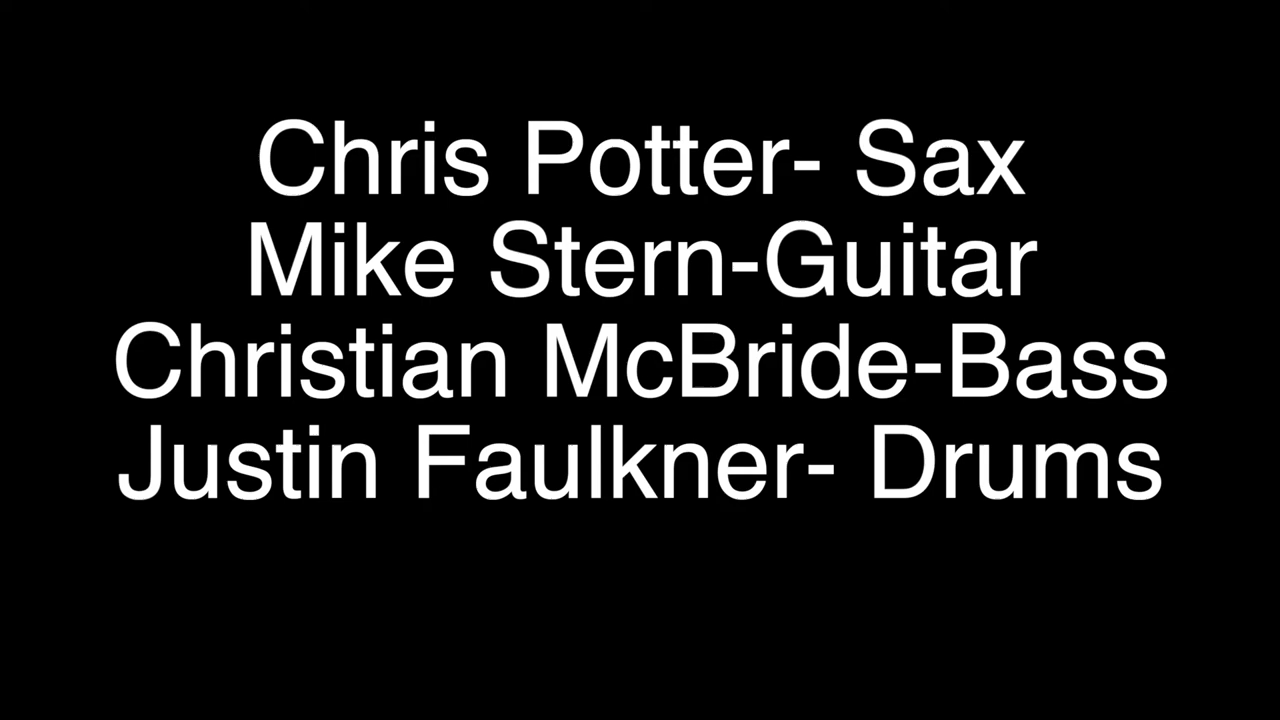 Chris Potter- Sax
Mike Stern-Guitar
Christian McBride-Bass
Justin Faulkner- Drums